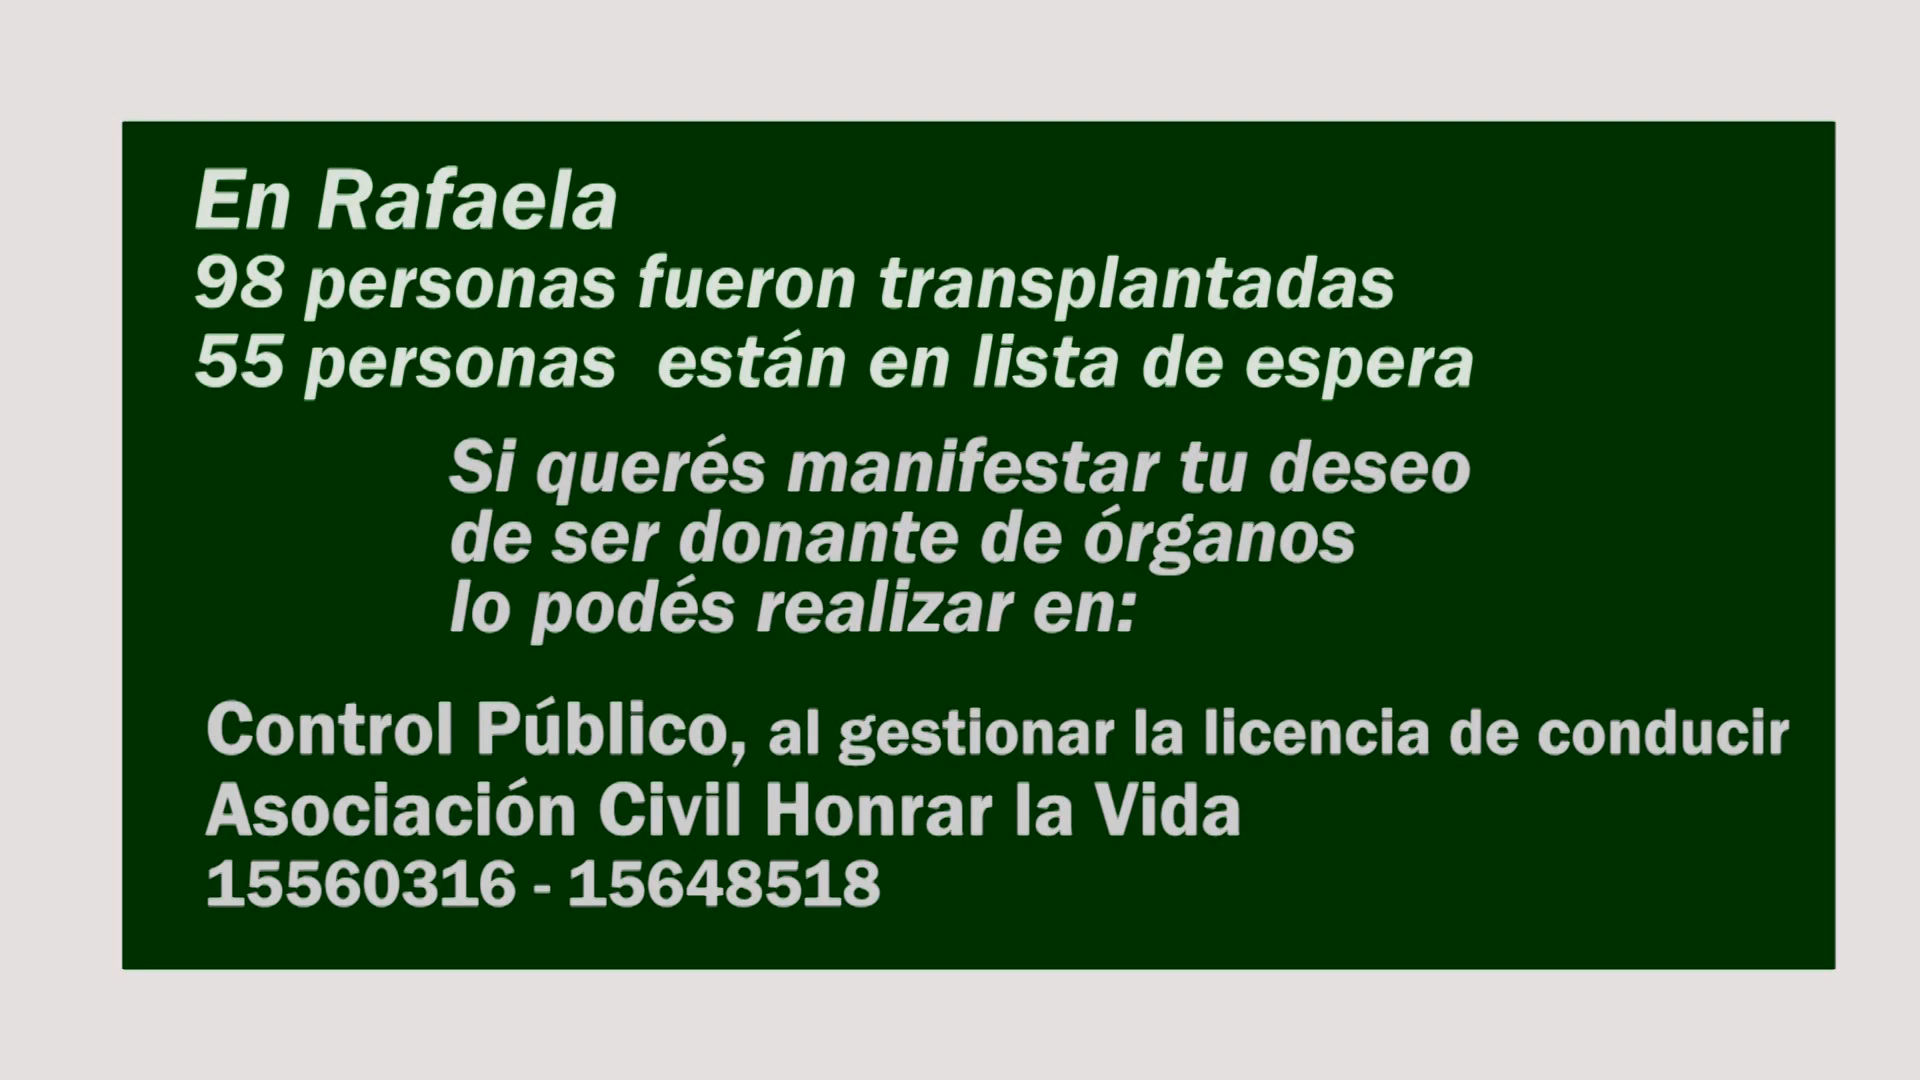 En Rafaela
98 personas fueron transplantadas
55 personas están en lista de espera
Si querés manifestar tu deseo
de ser donante de órganos
lo podés realizar en:
Control Público, al gestionar la licencia de conducir
Asociación Civil Honrar la Vida
15560316 - 15648518